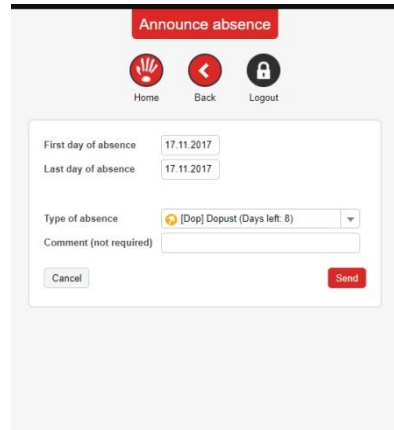 Announce absence
Home Back Logout
First day of absence 17.11.2017
Last day of absence 17.11.2017
Type of absence [Dop] Dopust (Days left: 8)
Comment (not required)
Cancel Send